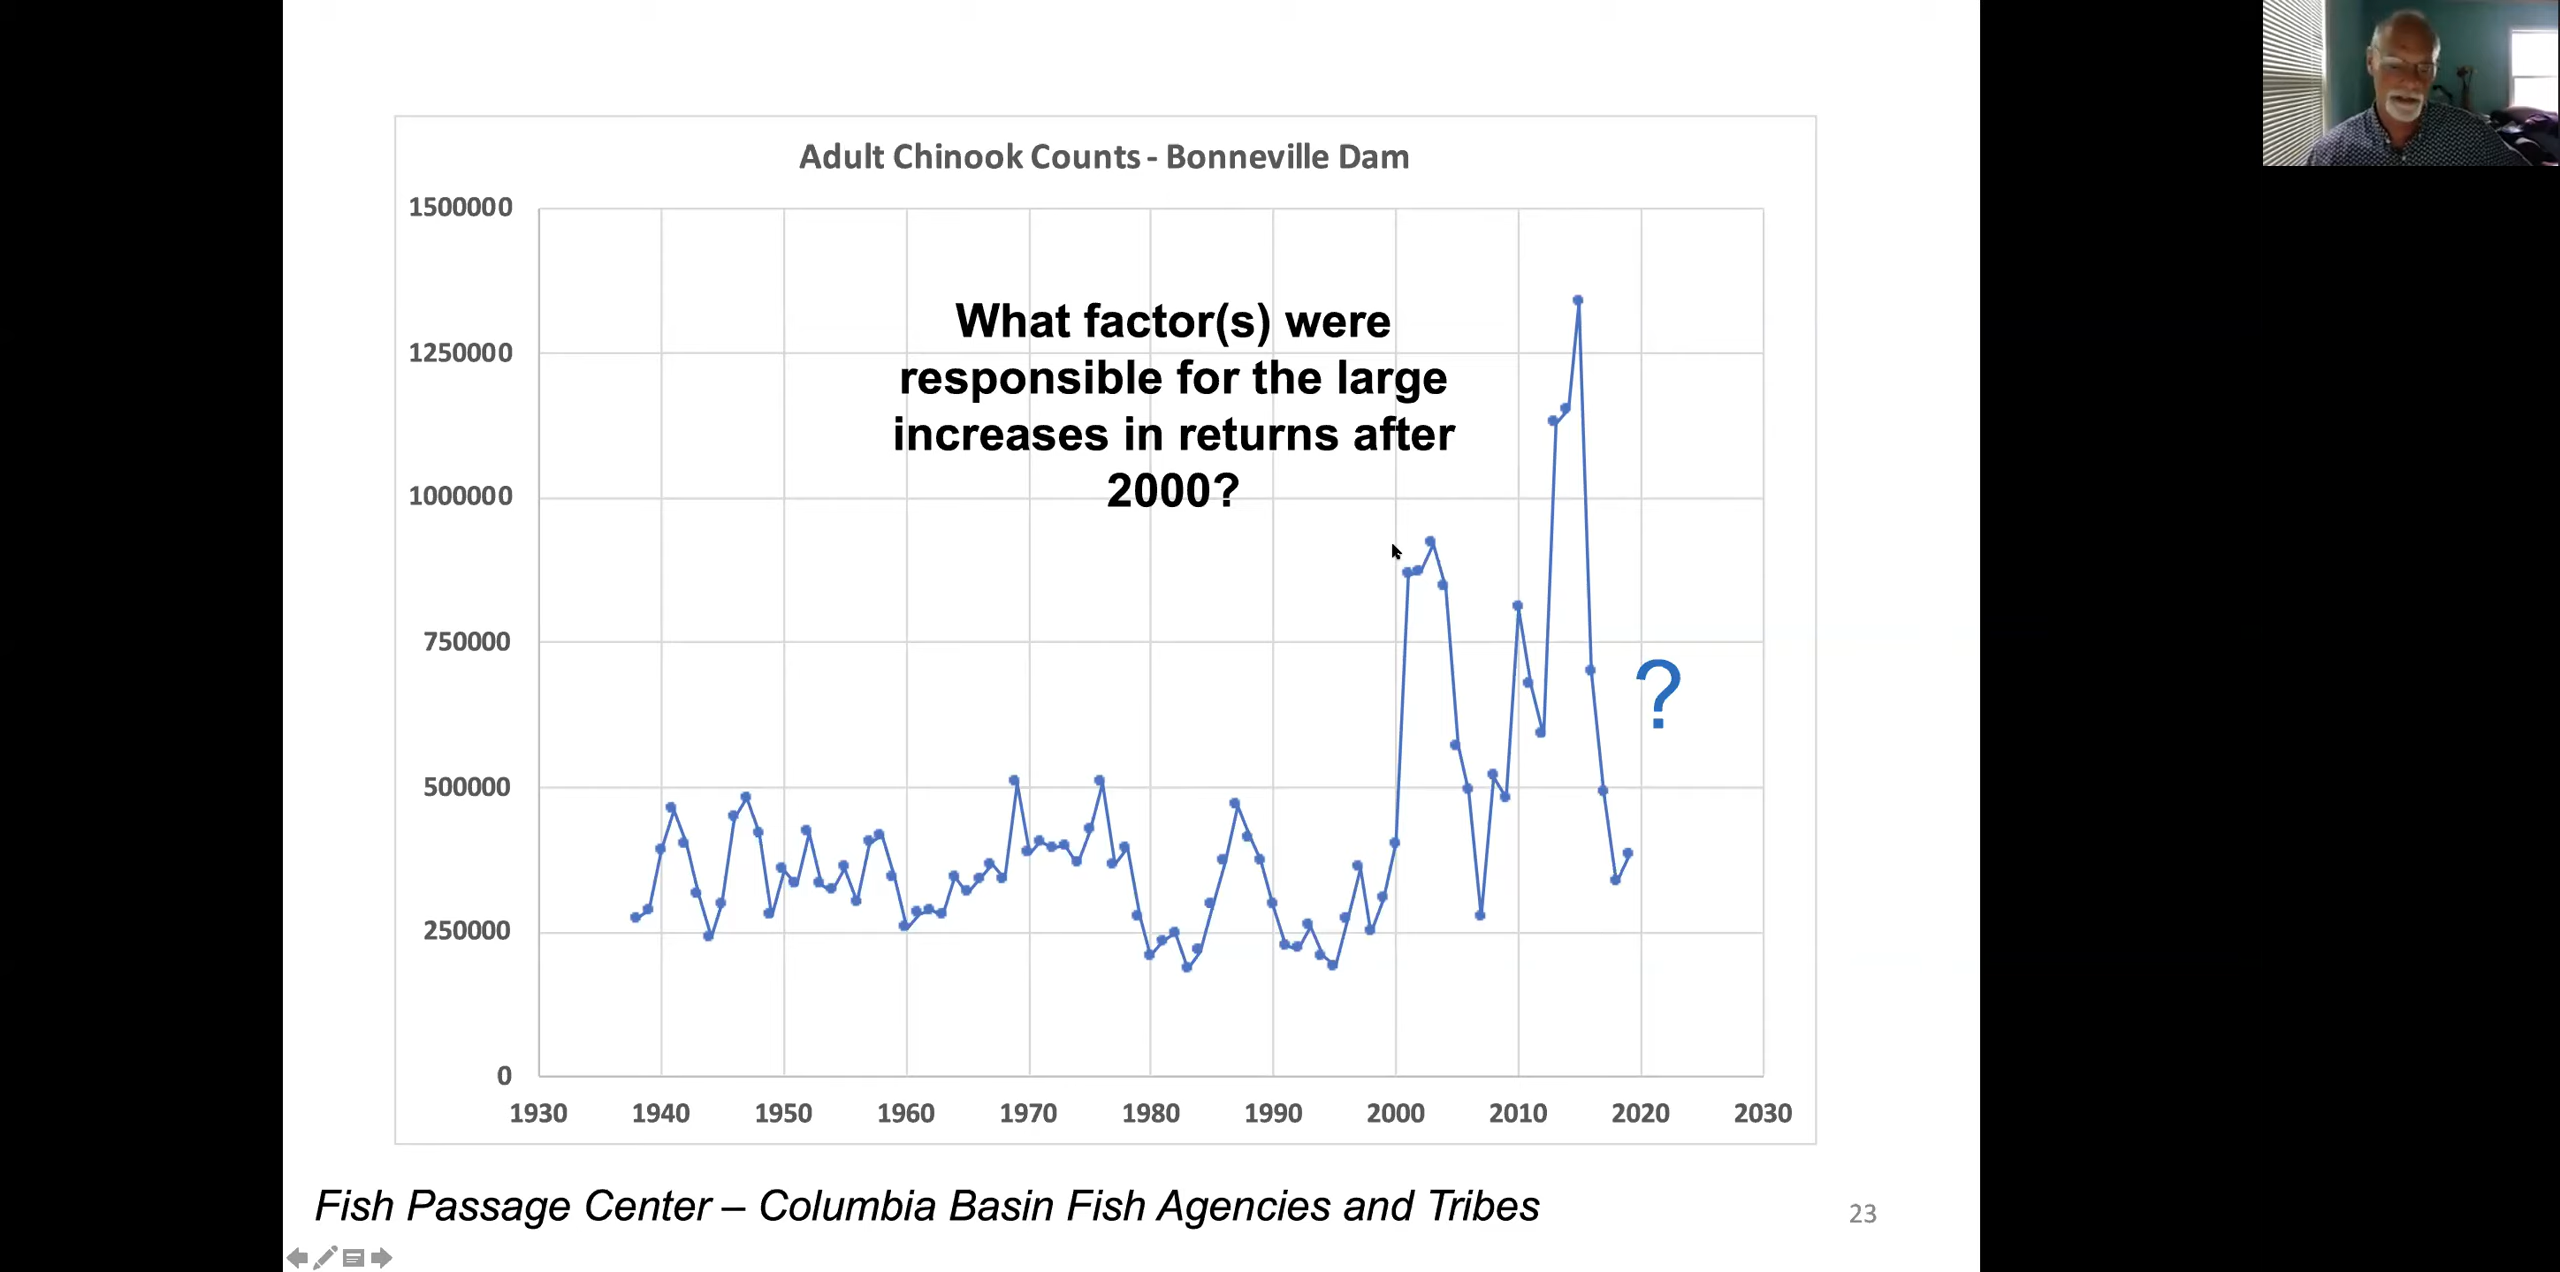 Adult Chinook Counts - Bonneville Dam
1500000
1250000
1000000
750000
500000
250000
0
What factor(s) were
responsible for the large
increases in returns after
2000?
?
1930 1940 1950 1960 1970 1980 1990 2000 2010 2020 2030
Fish Passage Center – Columbia Basin Fish Agencies and Tribes
23